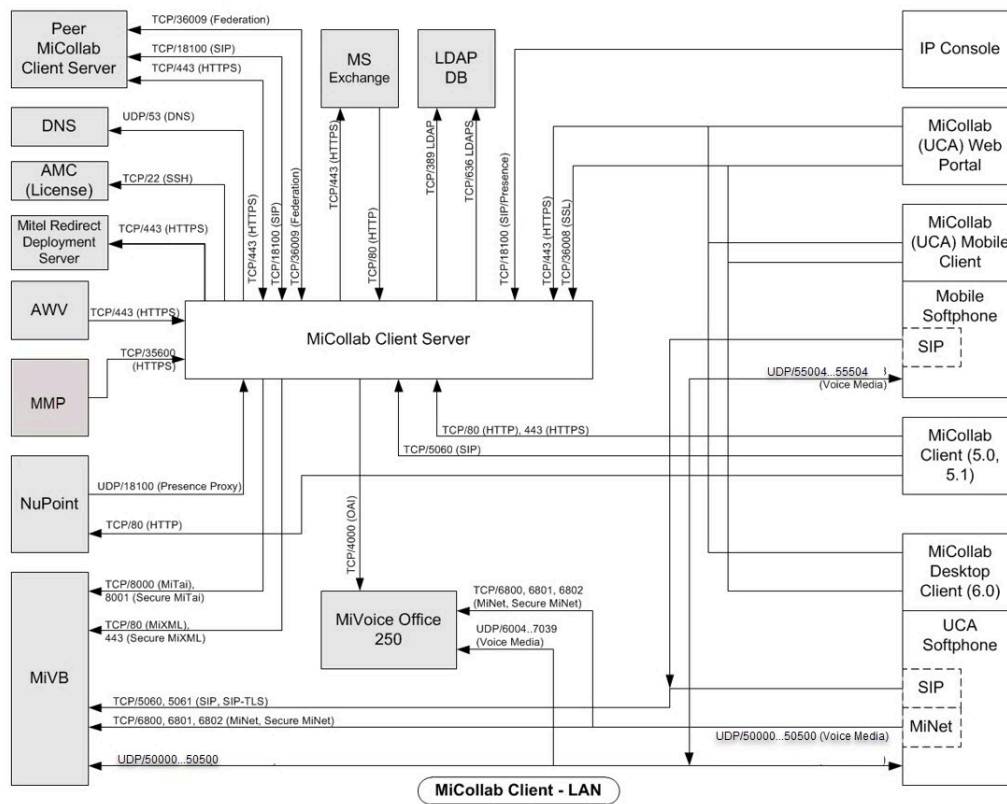 Peer
MiCollab
Client Server
TCP/36009 (Federation)
TCP/18100 (SIP)
TCP/443 (HTTPS)
MS
Exchange
LDAP
DB
IP Console
DNS
UDP/53 (DNS)
AMC
(License)
TCP/22 (SSH)
Mitel Redirect
Deployment
Server
TCP/443 (HTTPS)
MiCollab
(UCA) Web
Portal
MiCollab
(UCA) Mobile
Client
TCP/443 (HTTPS)
TCP/18100 (SIP)
TCP/36009 (Federation)
TCP/443 (HTTPS)
TCP/80 (HTTP)
TCP/389 LDAP
TCP/636 LDAPS
TCP/18100 (SIP/Presence)
TCP/443 (HTTPS)
TCP/36008 (SSL)
AWV
TCP/443 (HTTPS)
MiCollab Client Server
Mobile
Softphone
SIP
MMP
TCP/35600
(HTTPS)
UDP/55004...55504
(Voice Media)
TCP/80 (HTTP), 443 (HTTPS)
TCP/5060 (SIP)
MiCollab
Client (5.0,
5.1)
NuPoint
UDP/18100 (Presence Proxy)
TCP/80 (HTTP)
TCP/4000 (OAI)
MiCollab
Desktop
Client (6.0)
MiVB
TCP/8000 (MiTai),
8001 (Secure MiTai)
TCP/80 (MiXML),
443 (Secure MiXML)
MiVoice Office
250
TCP/6800, 6801, 6802
(MiNet, Secure MiNet)
UDP/6004..7039
(Voice Media)
UCA
Softphone
SIP
MiNet
TCP/5060, 5061 (SIP, SIP-TLS)
TCP/6800, 6801, 6802 (MiNet, Secure MiNet)
UDP/50000...50500 (Voice Media)
UDP/50000...50500
MiCollab Client - LAN